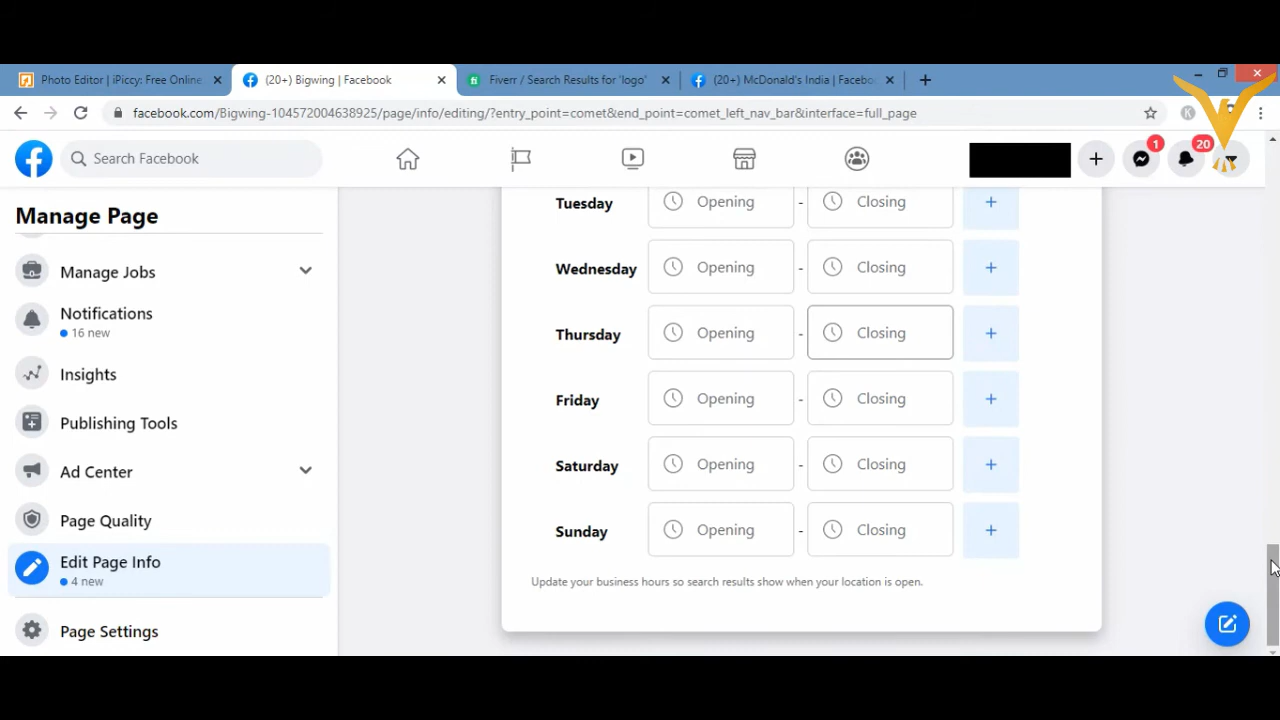 Photo Editor | iPiccy: Free Online
(20+) Bigwing | Facebook
Fiverr / Search Results for 'logo'
(20+) McDonald's India | Facebo
facebook.com/Bigwing-104572004638925/page/info/editing/?entry_point=comet&end_point=comet_left_nav_bar&interface=full_page
Search Facebook
1
20
Manage Page
Manage Jobs
Notifications
16 new
Insights
Publishing Tools
Ad Center
Page Quality
Edit Page Info
4 new
Page Settings
Tuesday Opening - Closing +
Wednesday Opening - Closing +
Thursday Opening - Closing +
Friday Opening - Closing +
Saturday Opening - Closing +
Sunday Opening - Closing +
Update your business hours so search results show when your location is open.